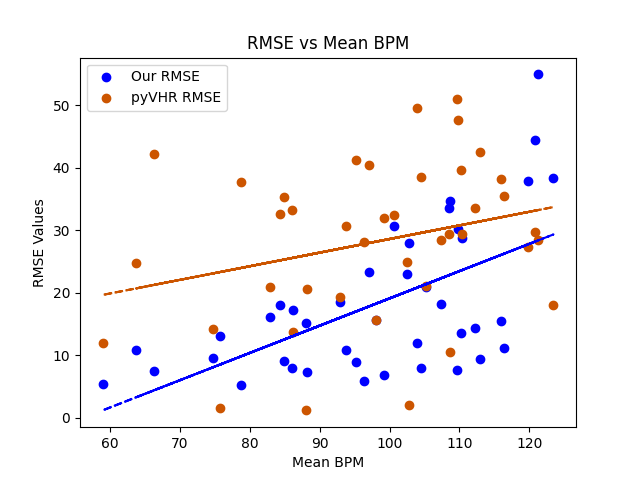 RMSE vs Mean BPM
Our RMSE
pyVHR RMSE
RMSE Values
50
40
30
20
10
0
60 70 80 90 100 110 120
Mean BPM